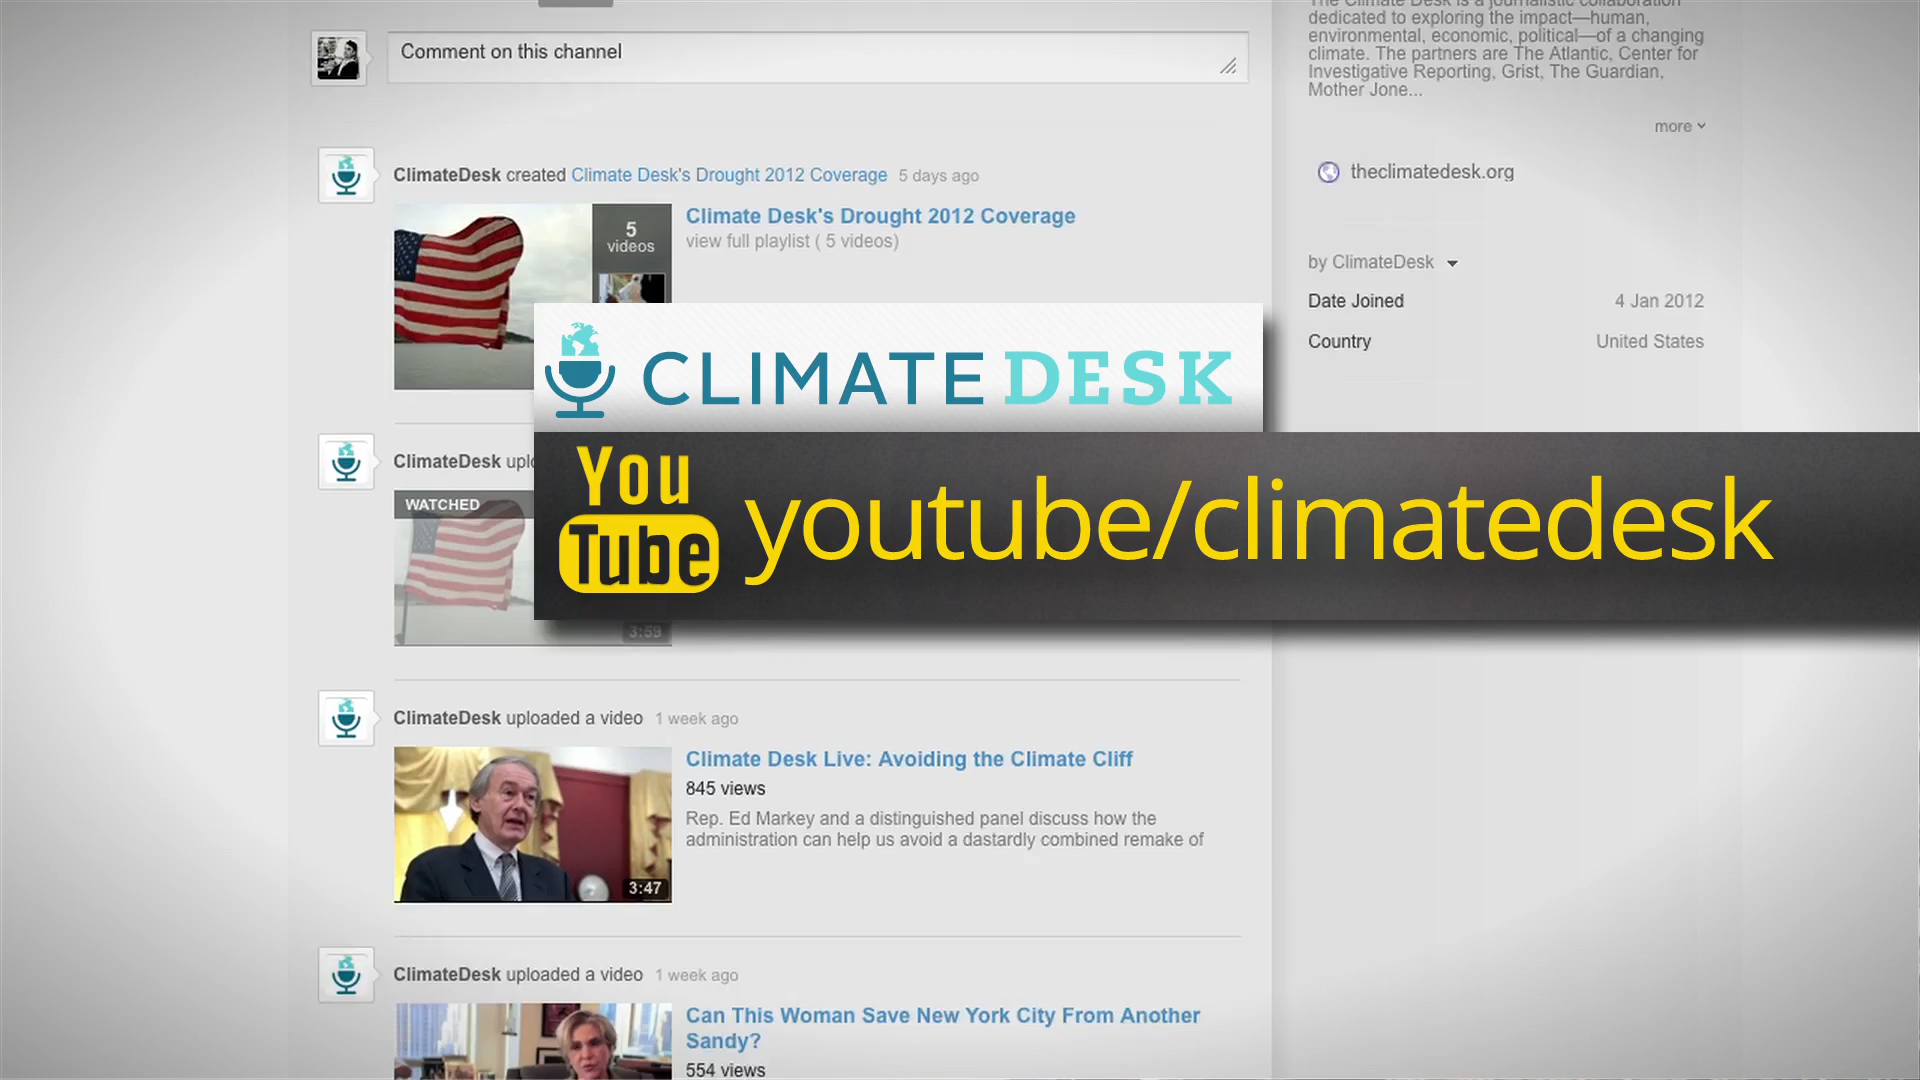 Comment on this channel
ClimateDesk created Climate Desk's Drought 2012 Coverage 5 days ago
5
videos
Climate Desk's Drought 2012 Coverage
view full playlist ( 5 videos)
CLIMATE DESK
ClimateDesk
WATCHED
You
Tube
youtube/climatedesk
3:59
ClimateDesk uploaded a video 1 week ago
Climate Desk Live: Avoiding the Climate Cliff
845 views
Rep. Ed Markey and a distinguished panel discuss how the
administration can help us avoid a dastardly combined remake of
3:47
ClimateDesk uploaded a video 1 week ago
Can This Woman Save New York City From Another
Sandy?
554 views
The Climate Desk is a journalistic collaboration
dedicated to exploring the impact—human,
environmental, economic, political—of a changing
climate. The partners are The Atlantic, Center for
Investigative Reporting, Grist, The Guardian,
Mother Jone...
more
theclimatedesk.org
by ClimateDesk
Date Joined 4 Jan 2012
Country United States